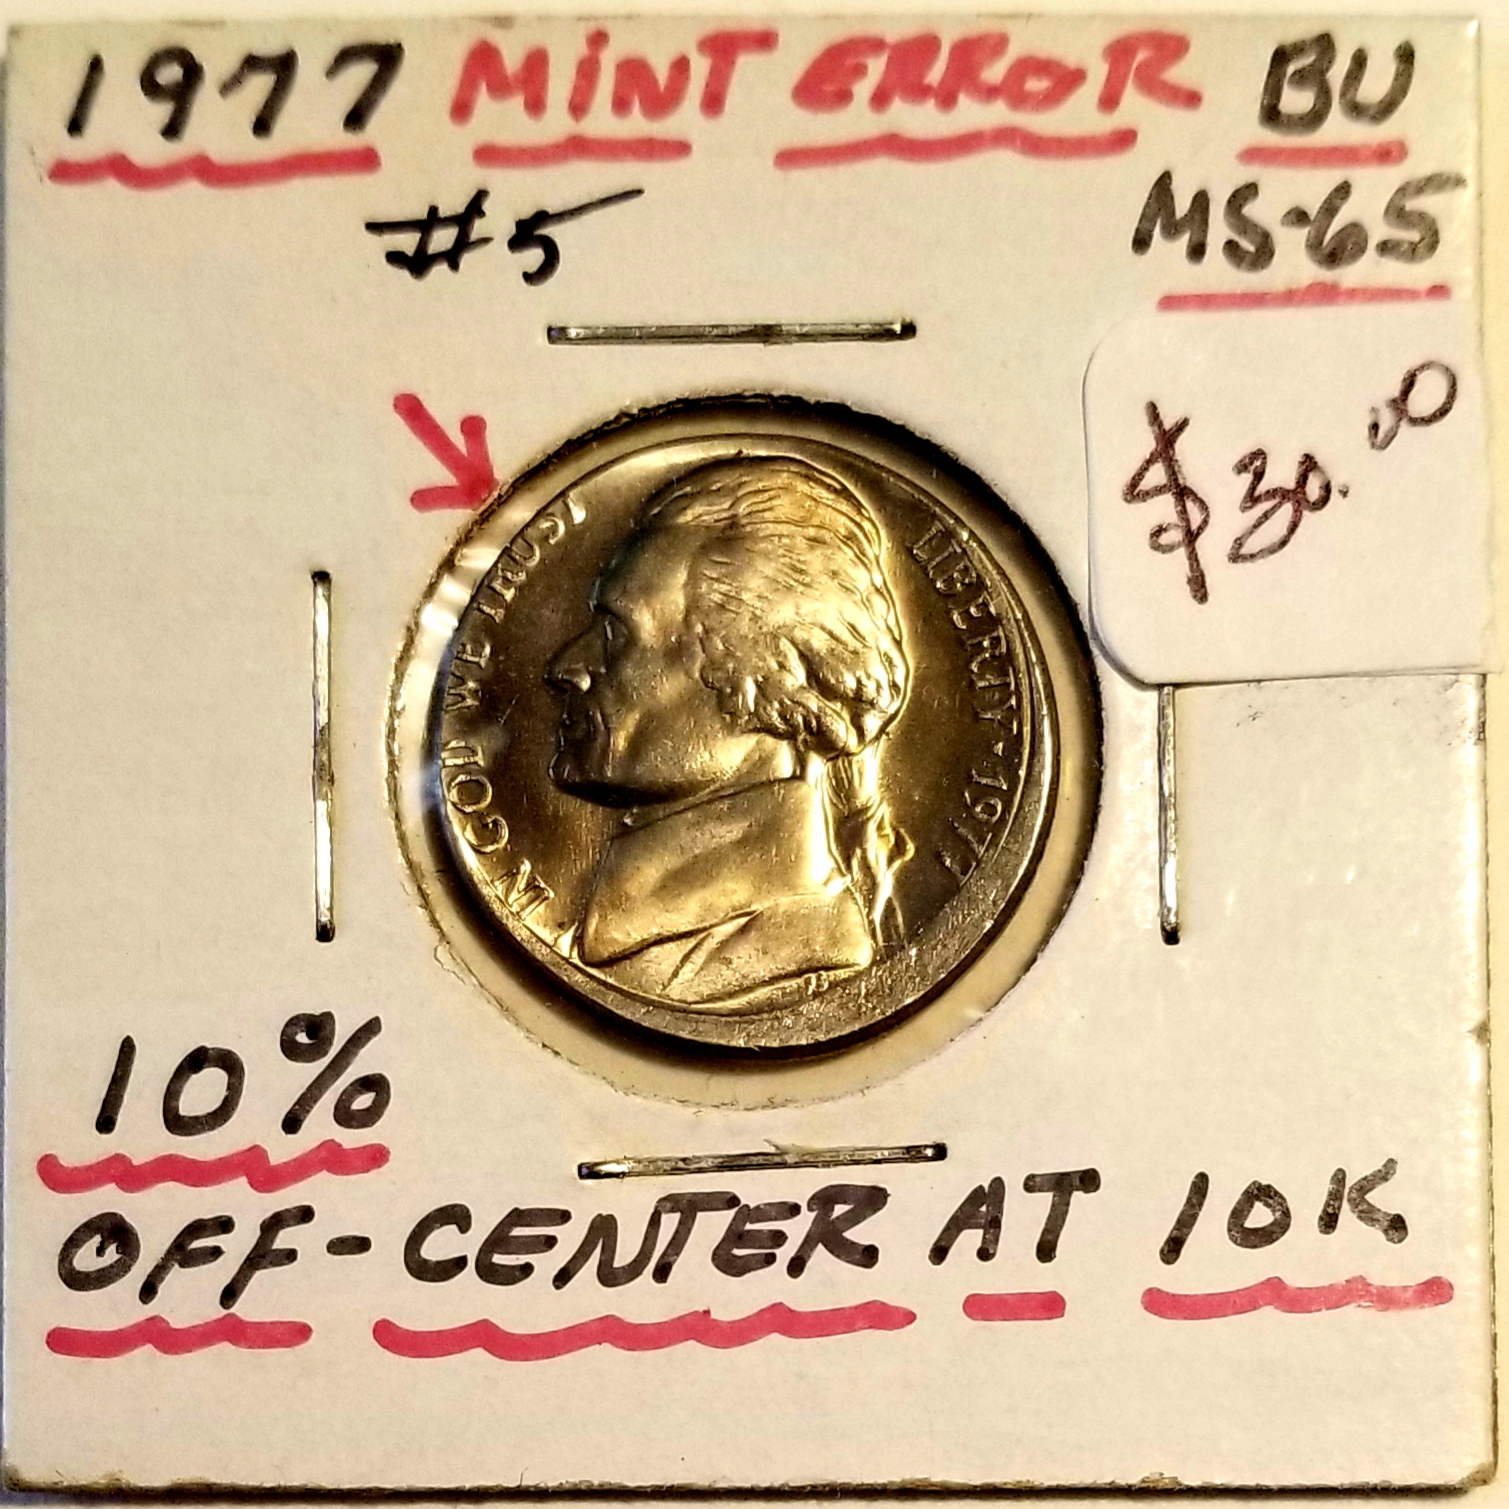 1977 MINT ERROR BU
#5
MS-65
$30.00
IN GOD WE TRUST
LIBERTY · 1977
10%
OFF-CENTER AT 10K